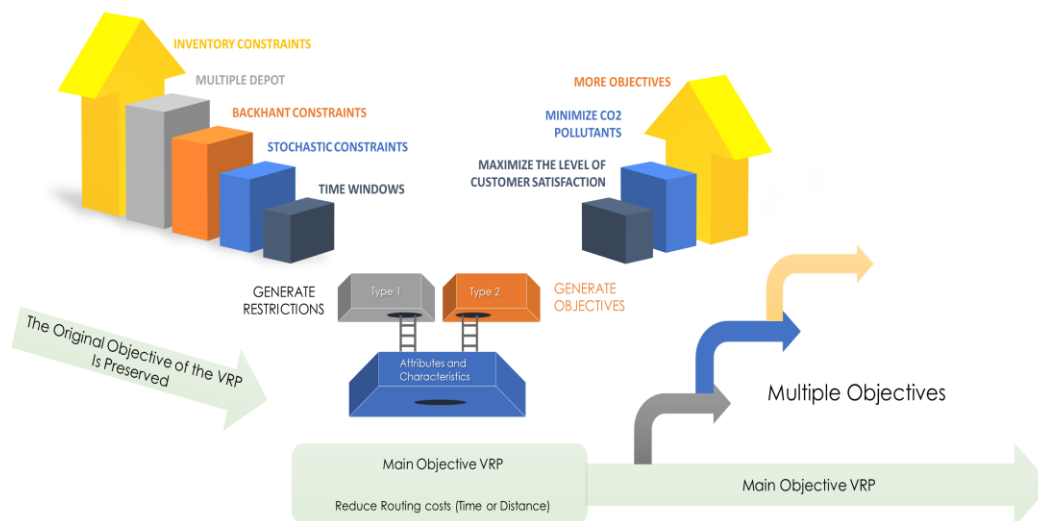 INVENTORY CONSTRAINTS
MULTIPLE DEPOT
BACKHANT CONSTRAINTS
STOCHASTIC CONSTRAINTS
TIME WINDOWS
MORE OBJECTIVES
MINIMIZE CO2
POLLUTANTS
MAXIMIZE THE LEVEL OF
CUSTOMER SATISFACTION
GENERATE
RESTRICTIONS
Type 1
Type 2
GENERATE
OBJECTIVES
The Original Objective of the VRP
Is Preserved
Attributes and
Characteristics
Multiple Objectives
Main Objective VRP
Reduce Routing costs (Time or Distance)
Main Objective VRP